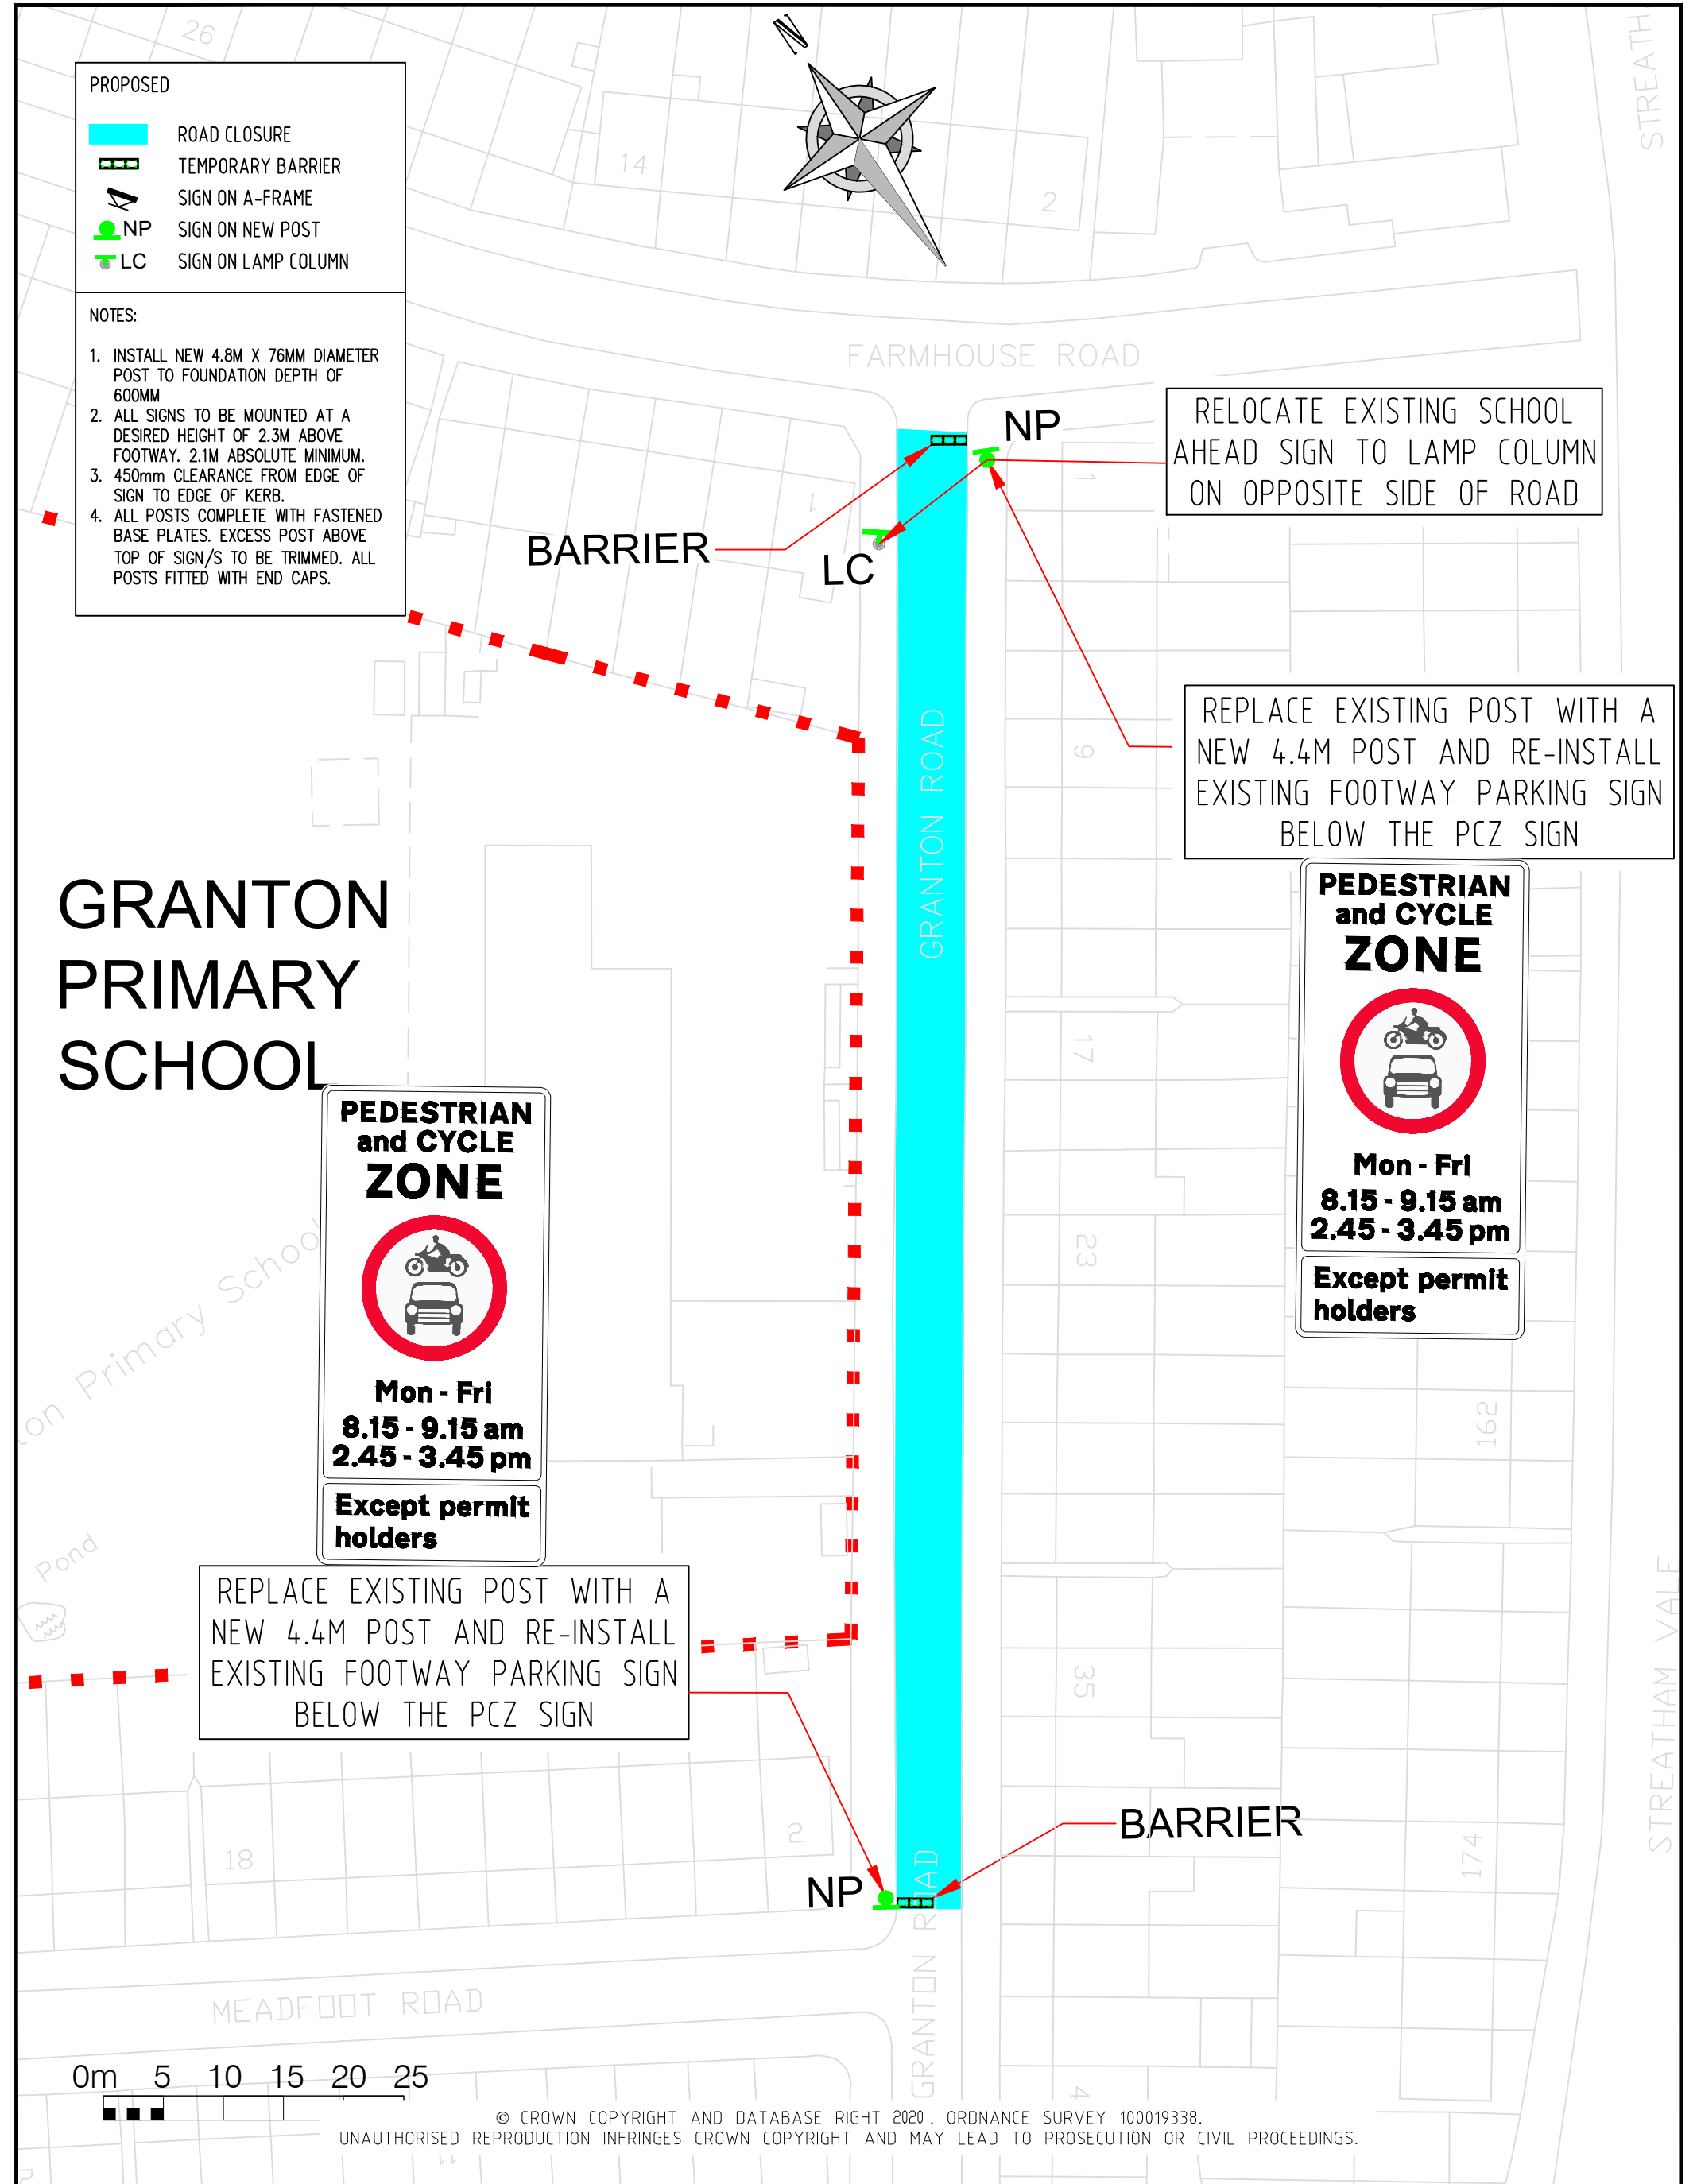 26
N
STREATH
PROPOSED
ROAD CLOSURE
TEMPORARY BARRIER
SIGN ON A-FRAME
NP SIGN ON NEW POST
LC SIGN ON LAMP COLUMN
NOTES:
1. INSTALL NEW 4.8M X 76MM DIAMETER
POST TO FOUNDATION DEPTH OF
600MM
2. ALL SIGNS TO BE MOUNTED AT A
DESIRED HEIGHT OF 2.3M ABOVE
FOOTWAY. 2.1M ABSOLUTE MINIMUM.
3. 450mm CLEARANCE FROM EDGE OF
SIGN TO EDGE OF KERB.
4. ALL POSTS COMPLETE WITH FASTENED
BASE PLATES. EXCESS POST ABOVE
TOP OF SIGN/S TO BE TRIMMED. ALL
POSTS FITTED WITH END CAPS.
14
2
FARMHOUSE ROAD
NP
RELOCATE EXISTING SCHOOL
AHEAD SIGN TO LAMP COLUMN
ON OPPOSITE SIDE OF ROAD
1
1
BARRIER
LC
REPLACE EXISTING POST WITH A
NEW 4.4M POST AND RE-INSTALL
EXISTING FOOTWAY PARKING SIGN
BELOW THE PCZ SIGN
GRANTON ROAD
9
GRANTON
PRIMARY
SCHOOL
PEDESTRIAN
and CYCLE
ZONE
Mon - Fri
8.15 - 9.15 am
2.45 - 3.45 pm
Except permit
holders
17
23
PEDESTRIAN
and CYCLE
ZONE
Mon - Fri
8.15 - 9.15 am
2.45 - 3.45 pm
Except permit
holders
ton Primary School
Pond
162
REPLACE EXISTING POST WITH A
NEW 4.4M POST AND RE-INSTALL
EXISTING FOOTWAY PARKING SIGN
BELOW THE PCZ SIGN
35
STREATHAM VALE
BARRIER
2
18
174
NP
GRANTON ROAD
MEADFOOT ROAD
GRANTON ROAD
4
0m 5 10 15 20 25
© CROWN COPYRIGHT AND DATABASE RIGHT 2020. ORDNANCE SURVEY 100019338.
UNAUTHORISED REPRODUCTION INFRINGES CROWN COPYRIGHT AND MAY LEAD TO PROSECUTION OR CIVIL PROCEEDINGS.